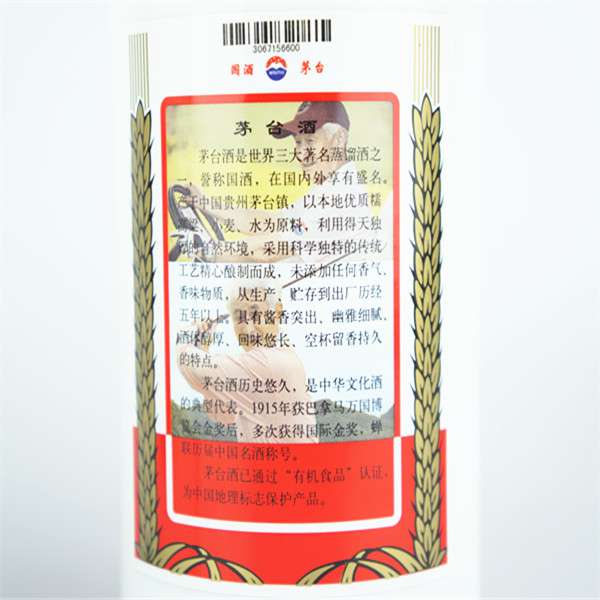 3067156600
国酒 茅台
茅台酒
茅台酒是世界三大著名蒸馏酒之
一，誉称国酒，在国内外享有盛名。
产于中国贵州茅台镇，以本地优质糯
高粱、小麦、水为原料，利用得天独
厚的自然环境，采用科学独特的传统
工艺精心酿制而成，未添加任何香气、
香味物质，从生产、贮存到出厂历经
五年以上。具有酱香突出、幽雅细腻、
酒体醇厚、回味悠长、空杯留香持久
的特点。
茅台酒历史悠久，是中华文化酒
的典型代表。1915年获巴拿马万国博
览会金奖后，多次获得国际金奖，蝉
联历届中国名酒称号。
茅台酒已通过“有机食品”认证，
为中国地理标志保护产品。